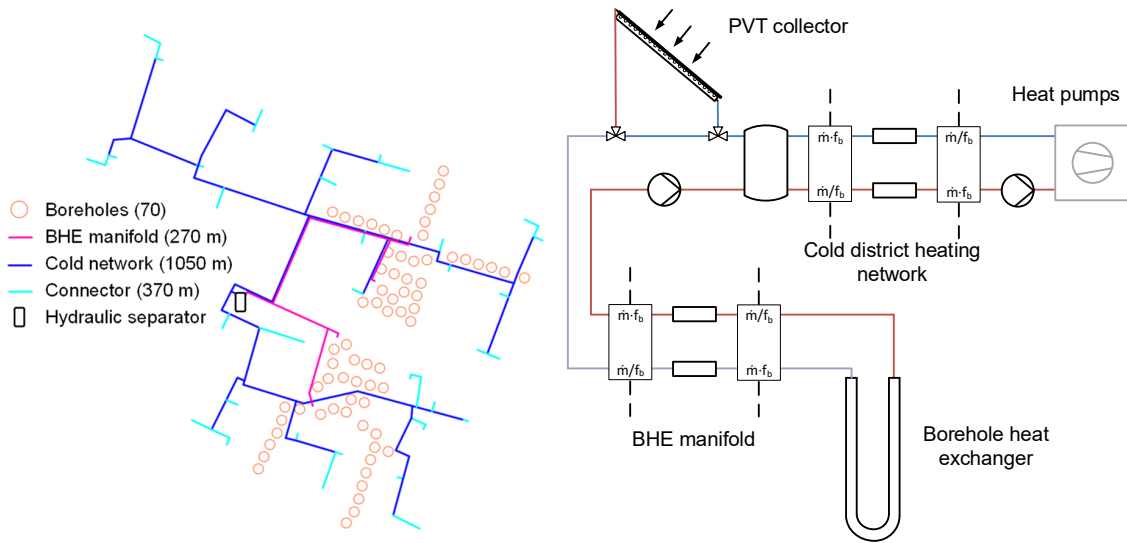 Boreholes (70)
BHE manifold (270 m)
Cold network (1050 m)
Connector (370 m)
Hydraulic separator
PVT collector
Heat pumps
ṁ·f_b
ṁ/f_b
ṁ/f_b
ṁ·f_b
Cold district heating
network
ṁ·f_b
ṁ/f_b
ṁ/f_b
ṁ·f_b
BHE manifold
Borehole heat
exchanger